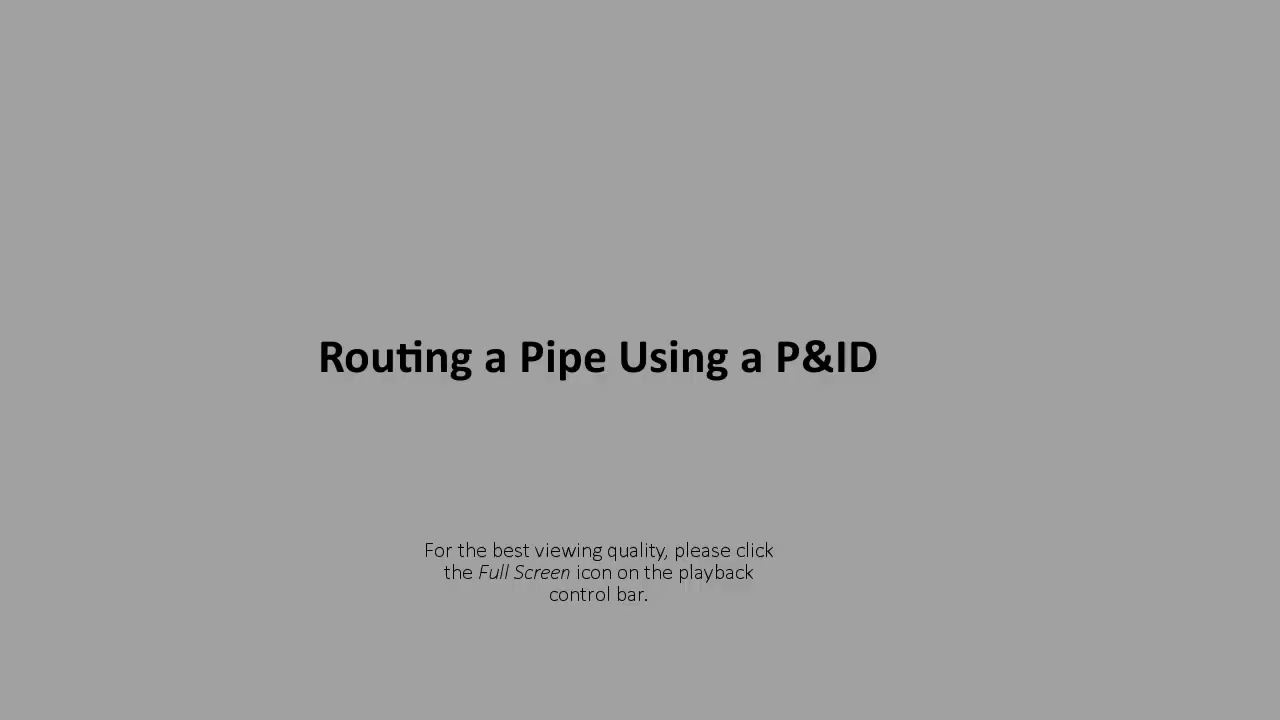 Routing a Pipe Using a P&ID
For the best viewing quality, please click
the Full Screen icon on the playback
control bar.